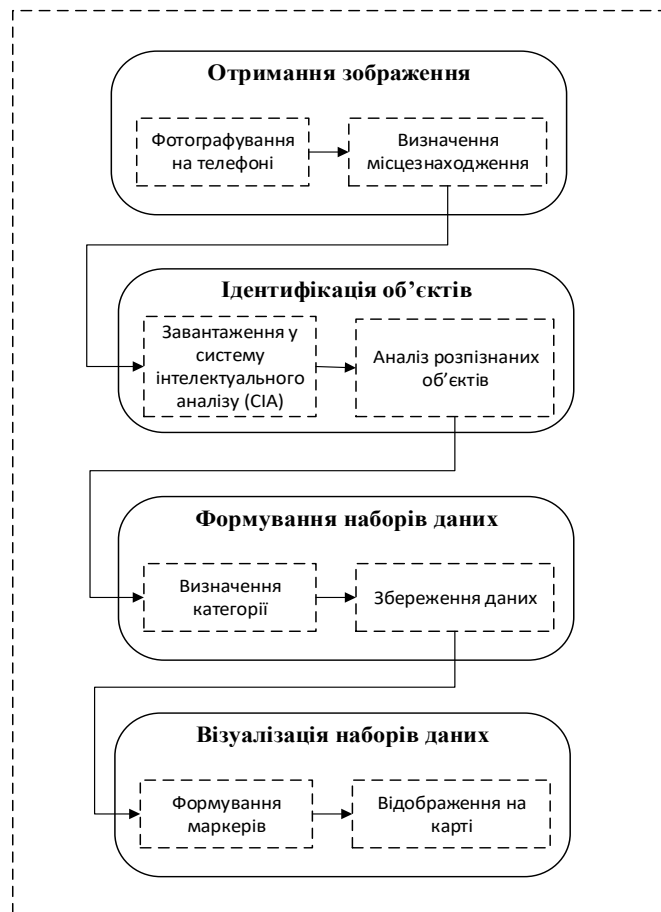 Отримання зображення
Фотографування
на телефоні
Визначення
місцезнаходження
Ідентифікація об’єктів
Завантаження у
систему
інтелектуального
аналізу (СІА)
Аналіз розпізнаних
об’єктів
Формування наборів даних
Визначення
категорії
Збереження даних
Візуалізація наборів даних
Формування
маркерів
Відображення на
карті